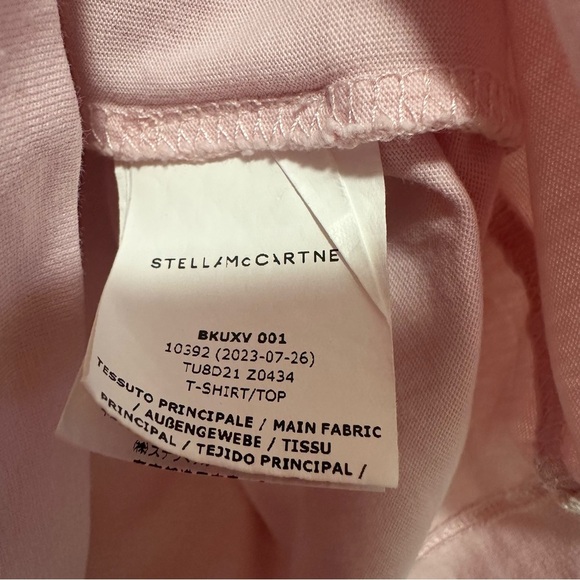 STELLAMcCARTNE
BKUXV 001
10392 (2023-07-26)
TU8D21 Z0434
T-SHIRT/TOP
TESSUTO PRINCIPALE / MAIN FABRIC
/ AUßENGEWEBE / TISSU
PRINCIPAL / TEJIDO PRINCIPAL /